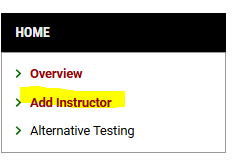 HOME
Overview
Add Instructor
Alternative Testing